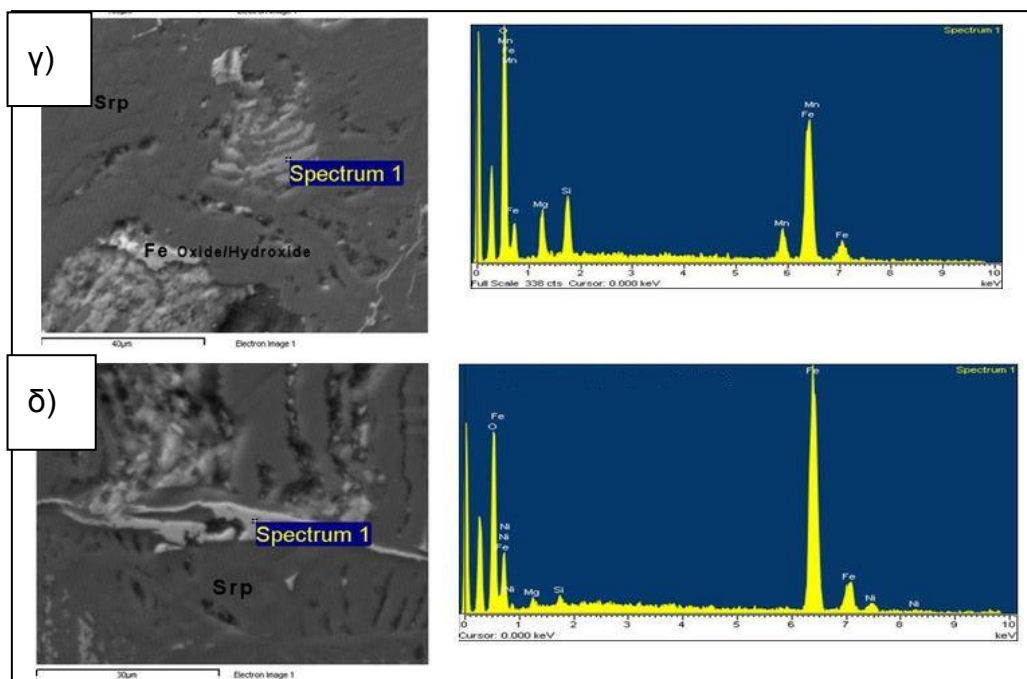 γ)
Srp
Spectrum 1
Fe Oxide/Hydroxide
40µm
Electron Image 1
Spectrum 1
O
Mn
Fe
Mn
Fe
Mg
Si
Mn
Mn
Fe
Fe
0 1 2 3 4 5 6 7 8 9 10
Full Scale 338 cts Cursor: 0.000 keV
keV
δ)
Spectrum 1
Srp
30µm
Electron Image 1
Spectrum 1
Fe
O
Ni
Ni
Fe
Ni
Mg
Si
Fe
Fe
Ni
Ni
0 1 2 3 4 5 6 7 8 9 10
Cursor: 0.000 keV
keV